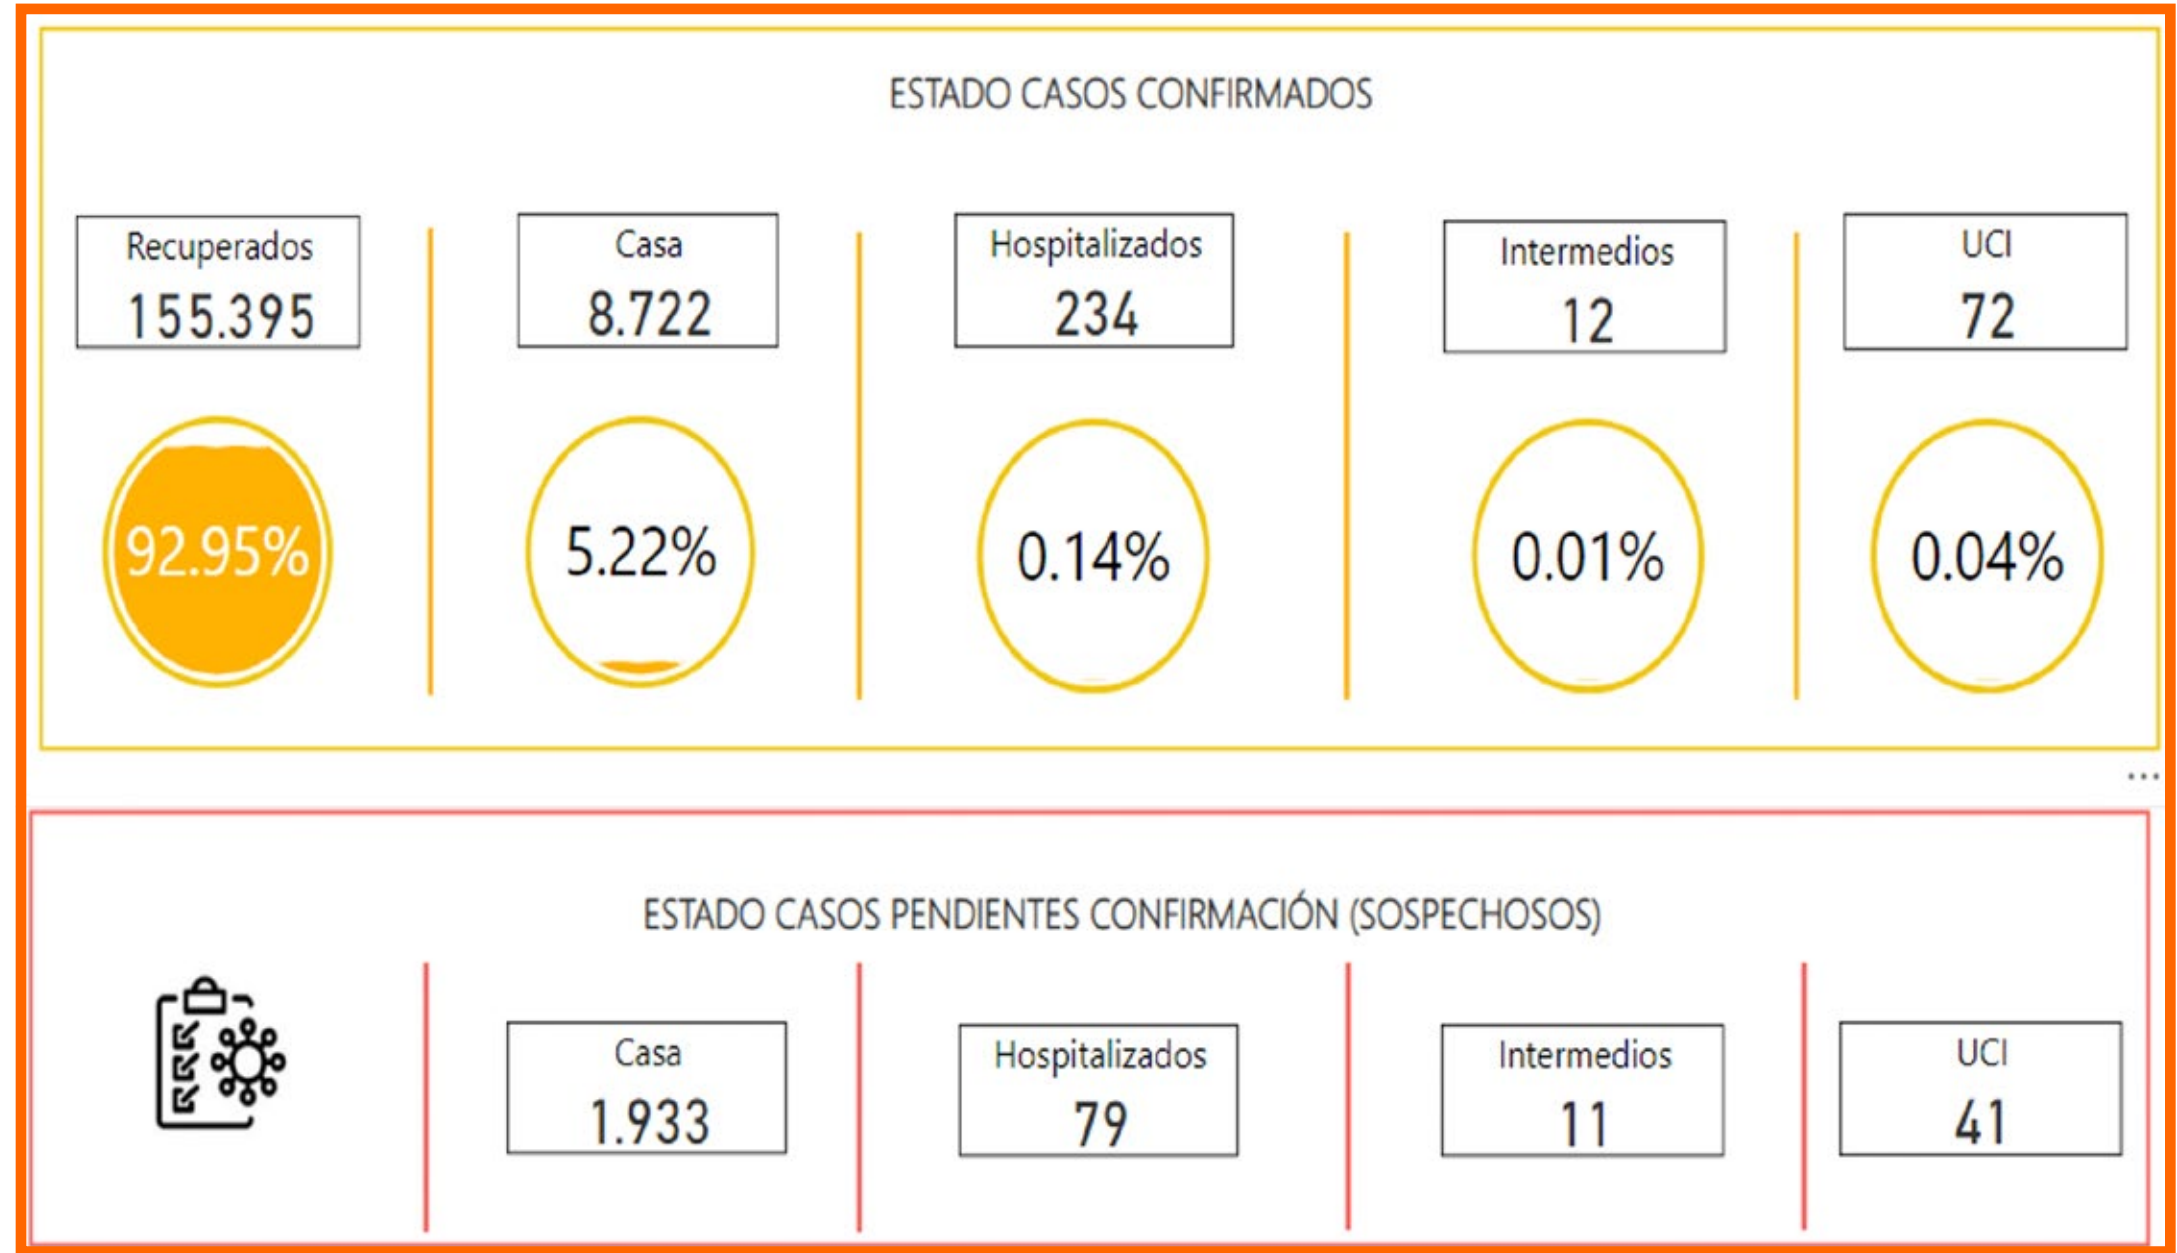 ESTADO CASOS CONFIRMADOS
Recuperados
155.395
Casa
8.722
Hospitalizados
234
Intermedios
12
UCI
72
92.95%
5.22%
0.14%
0.01%
0.04%
...
ESTADO CASOS PENDIENTES CONFIRMACIÓN (SOSPECHOSOS)
Casa
1.933
Hospitalizados
79
Intermedios
11
UCI
41